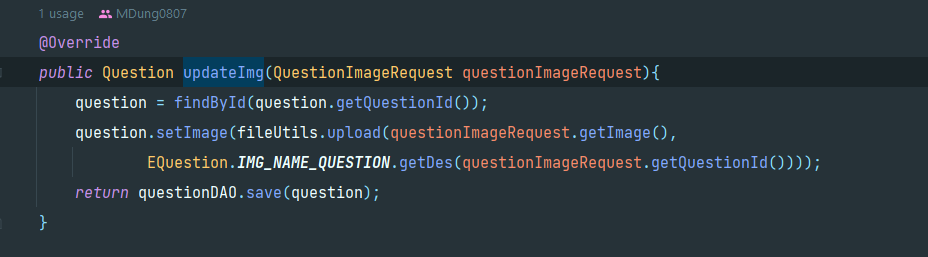 1 usage MDung0807
@Override
public Question updateImg(QuestionImageRequest questionImageRequest){
question = findById(question.getQuestionId());
question.setImage(fileUtils.upload(questionImageRequest.getImage(),
EQuestion.IMG_NAME_QUESTION.getDes(questionImageRequest.getQuestionId())));
return questionDAO.save(question);
}